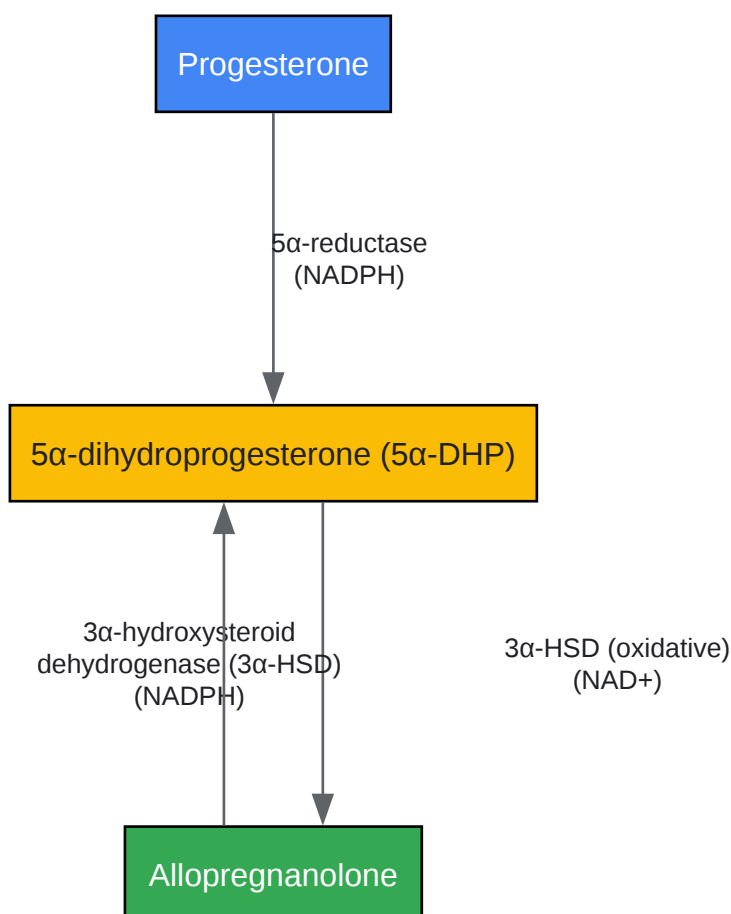 Progesterone
5α-reductase
(NADPH)
5α-dihydroprogesterone (5α-DHP)
3α-hydroxysteroid
dehydrogenase (3α-HSD)
(NADPH)
3α-HSD (oxidative)
(NAD+)
Allopregnanolone